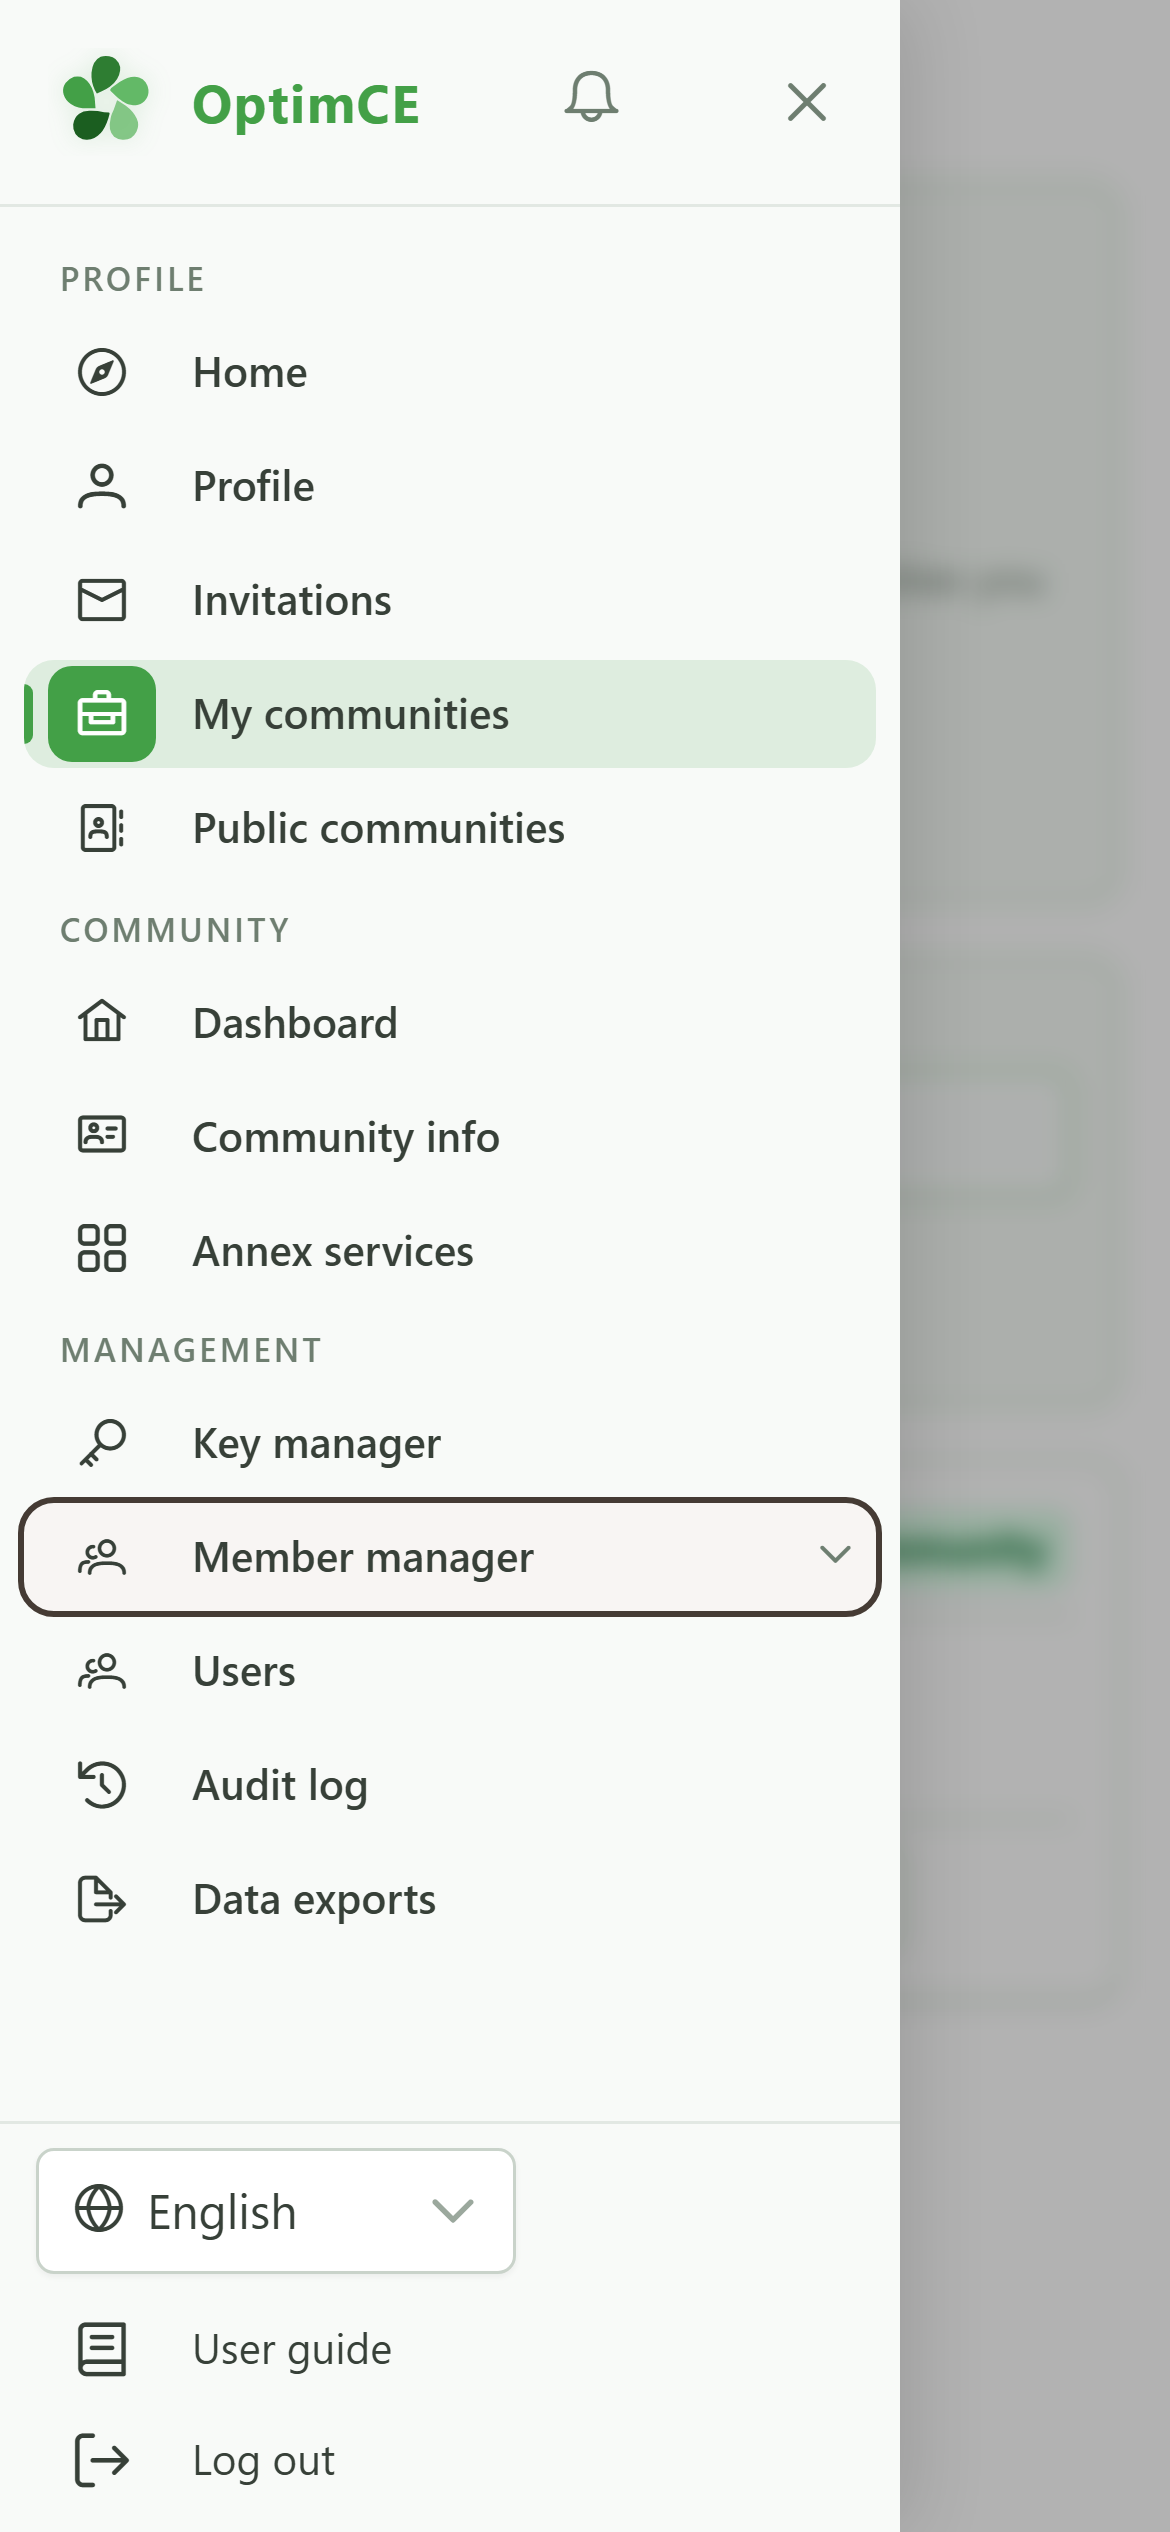 OptimCE
PROFILE
Home
Profile
Invitations
My communities
Public communities
COMMUNITY
Dashboard
Community info
Annex services
MANAGEMENT
Key manager
Member manager
Users
Audit log
Data exports
English
User guide
Log out